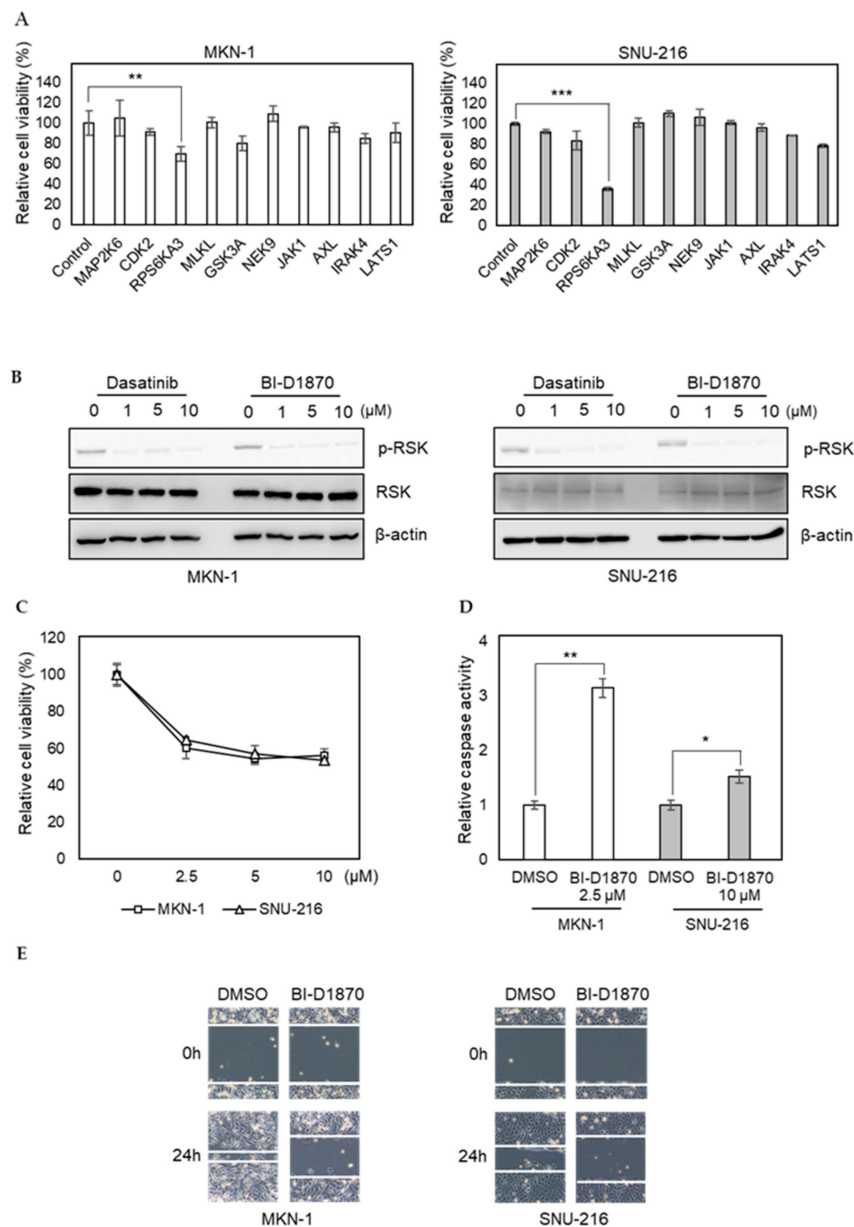 A
MKN-1
Relative cell viability (%)
140
120
100
80
60
40
20
0
**
Control
MAP2K6
CDK2
RPS6KA3
MLKL
GSK3A
NEK9
JAK1
AXL
IRAK4
LATS1
SNU-216
Relative cell viability (%)
140
120
100
80
60
40
20
0
***
Control
MAP2K6
CDK2
RPS6KA3
MLKL
GSK3A
NEK9
JAK1
AXL
IRAK4
LATS1
B
Dasatinib BI-D1870
0 1 5 10 0 1 5 10 (μM)
p-RSK
RSK
β-actin
MKN-1
Dasatinib BI-D1870
0 1 5 10 0 1 5 10 (μM)
p-RSK
RSK
β-actin
SNU-216
C
Relative cell viability (%)
120
100
80
60
40
20
0
0 2.5 5 10 (μM)
MKN-1 SNU-216
D
Relative caspase activity
4
3
2
1
0
**
*
DMSO BI-D1870 DMSO BI-D1870
2.5 μM 10 μM
MKN-1 SNU-216
E
DMSO BI-D1870
0h
24h
MKN-1
DMSO BI-D1870
0h
24h
SNU-216